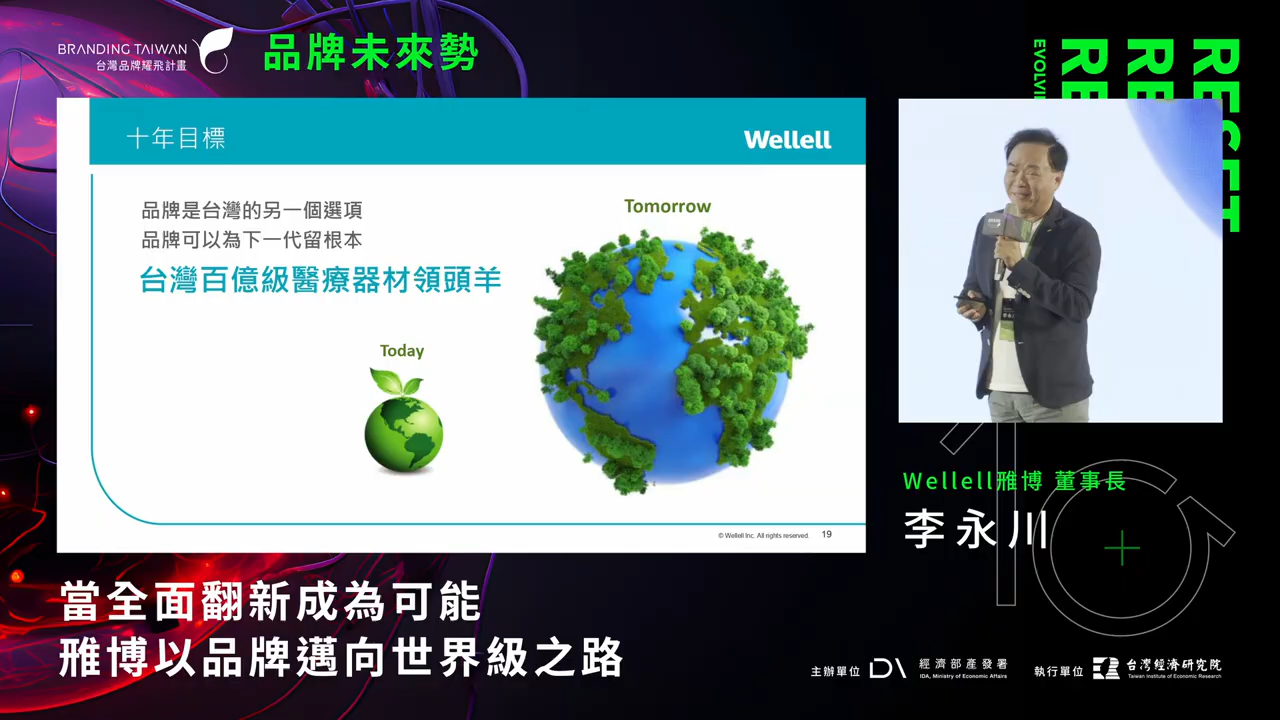 BRANDING TAIWAN
台灣品牌耀飛計畫
品牌未來勢
RESET
RE
RE
EVOLVI
十年目標
Wellell
品牌是台灣的另一個選項
品牌可以為下一代留根本
台灣百億級醫療器材領頭羊
Today
Tomorrow
© Wellell Inc. All rights reserved.
19
Wellell雅博 董事長
李永川
當全面翻新成為可能
雅博以品牌邁向世界級之路
主辦單位
經濟部產發署
IDA, Ministry of Economic Affairs
執行單位
台灣經濟研究院
Taiwan Institute of Economic Research